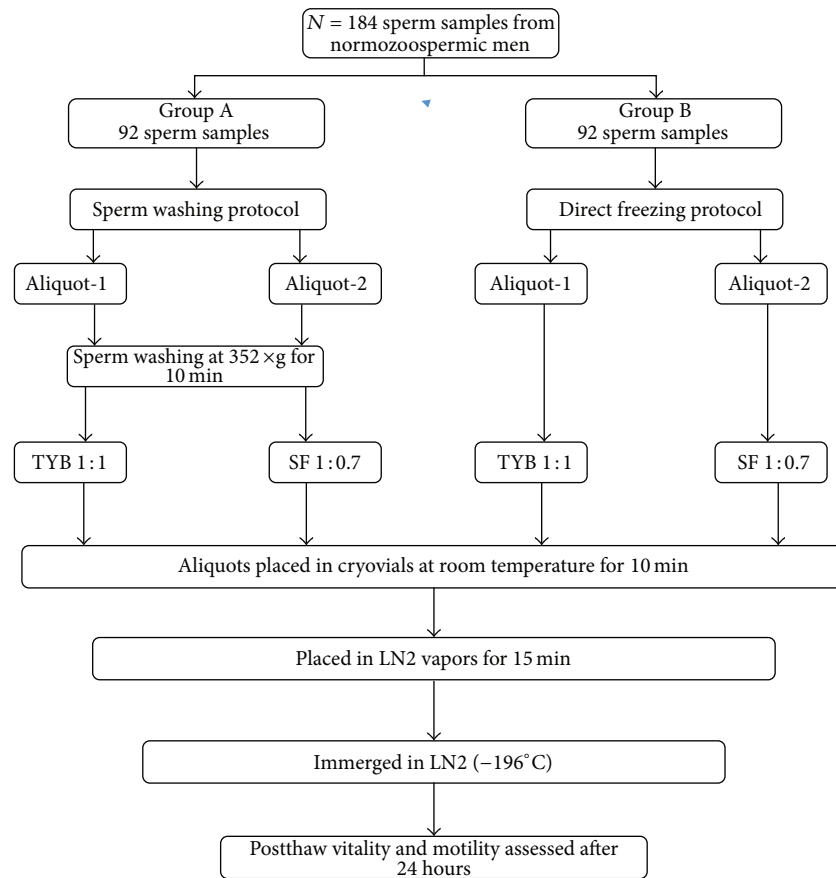 N = 184 sperm samples from
normozoospermic men
Group A
92 sperm samples
Group B
92 sperm samples
Sperm washing protocol
Direct freezing protocol
Aliquot-1
Aliquot-2
Aliquot-1
Aliquot-2
Sperm washing at 352 ×g for
10 min
TYB 1 : 1
SF 1 : 0.7
TYB 1 : 1
SF 1 : 0.7
Aliquots placed in cryovials at room temperature for 10 min
Placed in LN2 vapors for 15 min
Immerged in LN2 (−196°C)
Postthaw vitality and motility assessed after
24 hours